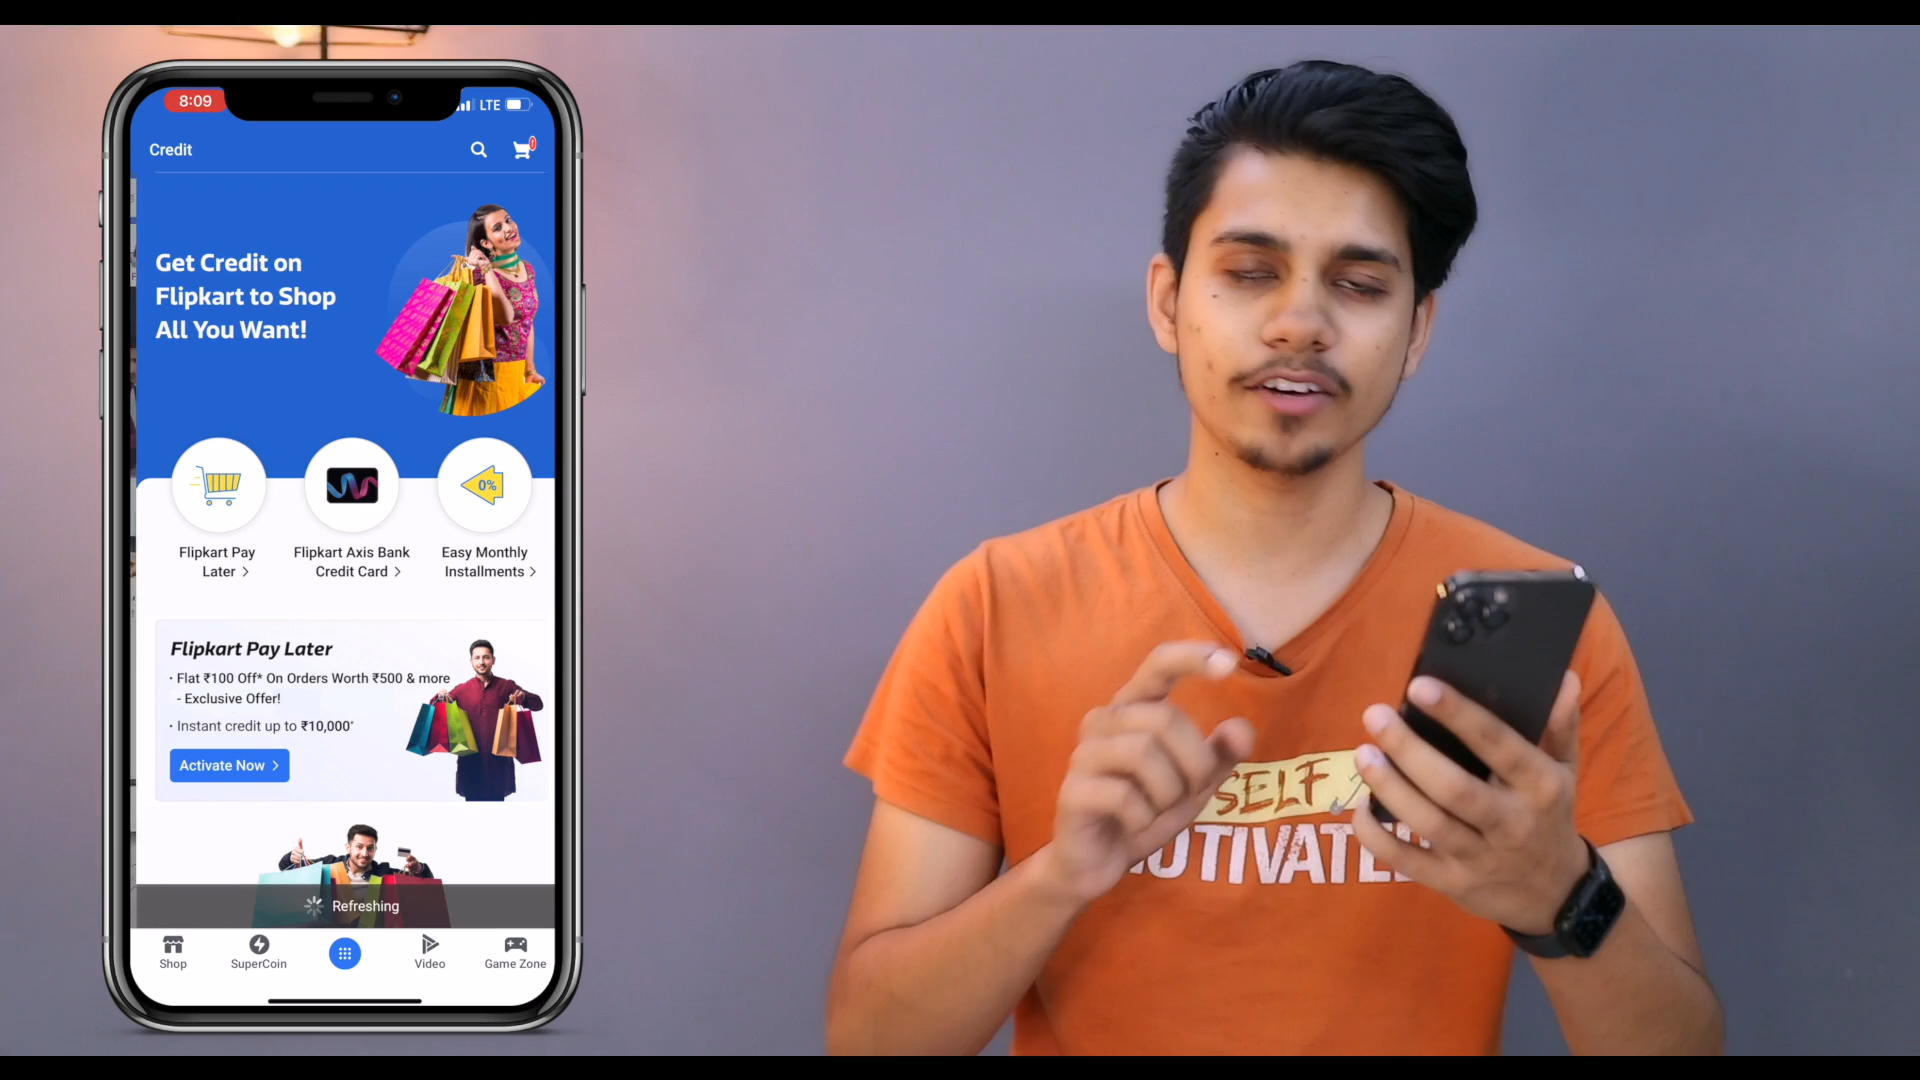 8:09
LTE
Credit
Get Credit on
Flipkart to Shop
All You Want!
0%
Flipkart Pay
Later >
Flipkart Axis Bank
Credit Card >
Easy Monthly
Installments >
Flipkart Pay Later
· Flat ₹100 Off* On Orders Worth ₹500 & more
- Exclusive Offer!
· Instant credit up to ₹10,000*
Activate Now >
Refreshing
Shop
SuperCoin
Video
Game Zone
SELF
MOTIVATED